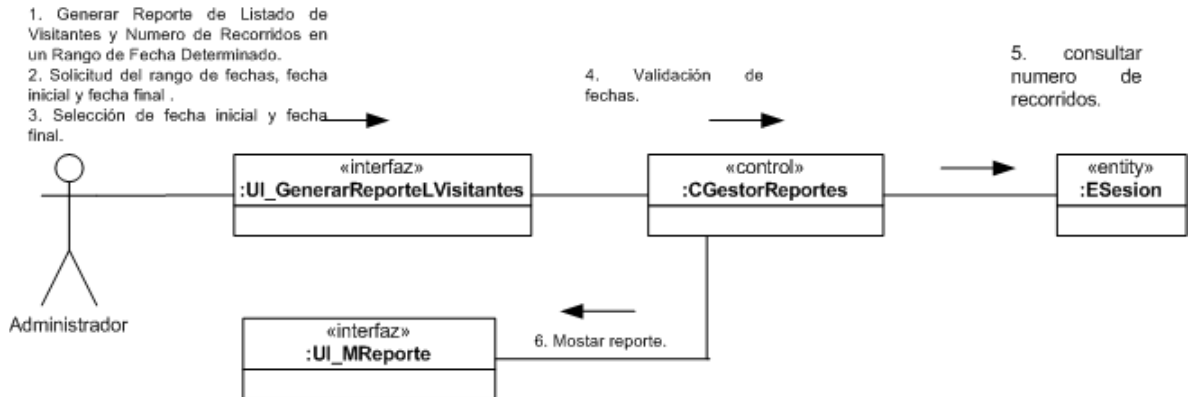 1. Generar Reporte de Listado de
Visitantes y Numero de Recorridos en
un Rango de Fecha Determinado.
2. Solicitud del rango de fechas, fecha
inicial y fecha final .
3. Selección de fecha inicial y fecha
final.
4. Validación de
fechas.
5. consultar
numero de
recorridos.
«interfaz»
:UI_GenerarReporteLVisitantes
«control»
:CGestorReportes
«entity»
:ESesion
Administrador
«interfaz»
:UI_MReporte
6. Mostar reporte.